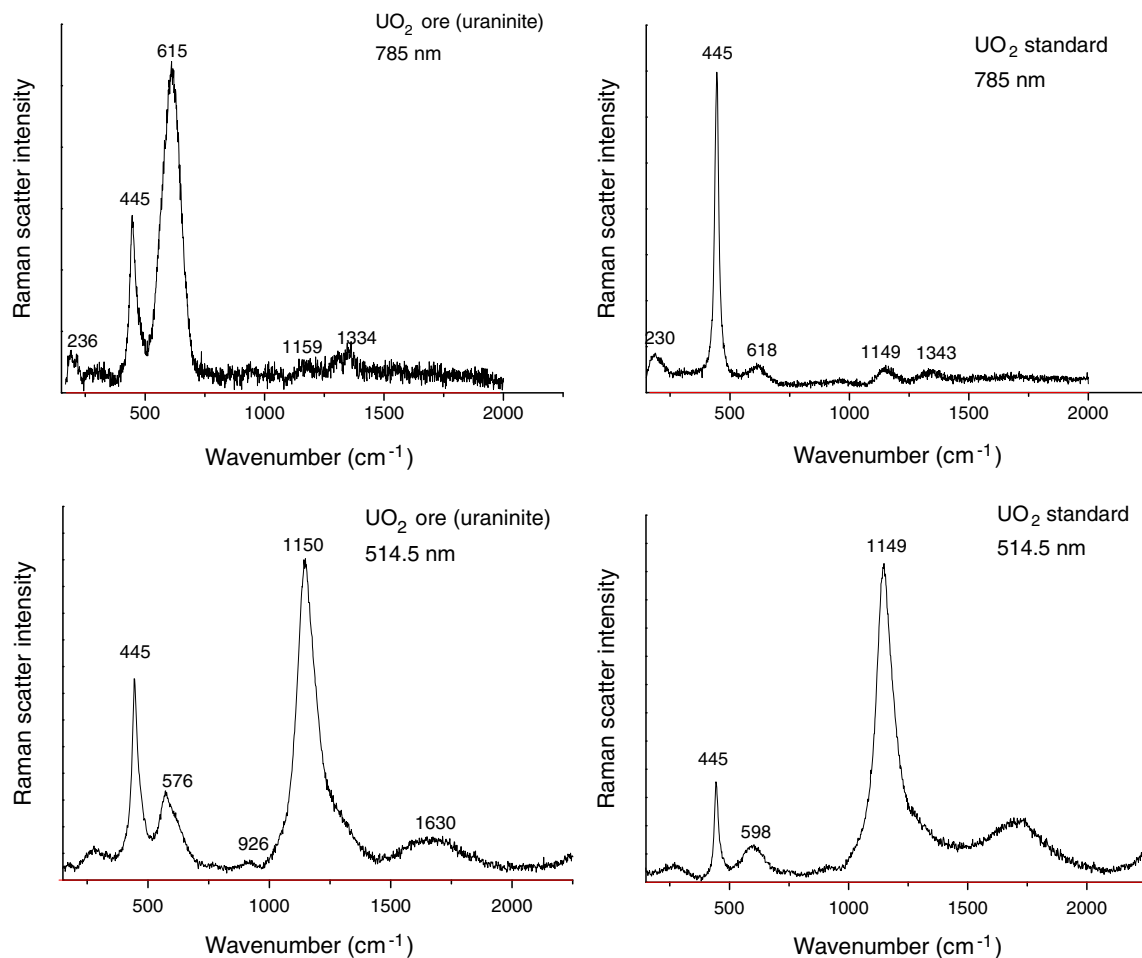 UO2 ore (uraninite)
785 nm
615
445
236
1159
1334
Raman scatter intensity
500
1000
1500
2000
Wavenumber (cm-1)
UO2 standard
785 nm
445
230
618
1149
1343
Raman scatter intensity
500
1000
1500
2000
Wavenumber (cm-1)
UO2 ore (uraninite)
514.5 nm
1150
445
576
926
1630
Raman scatter intensity
500
1000
1500
2000
Wavenumber (cm-1)
UO2 standard
514.5 nm
1149
445
598
Raman scatter intensity
500
1000
1500
2000
Wavenumber (cm-1)